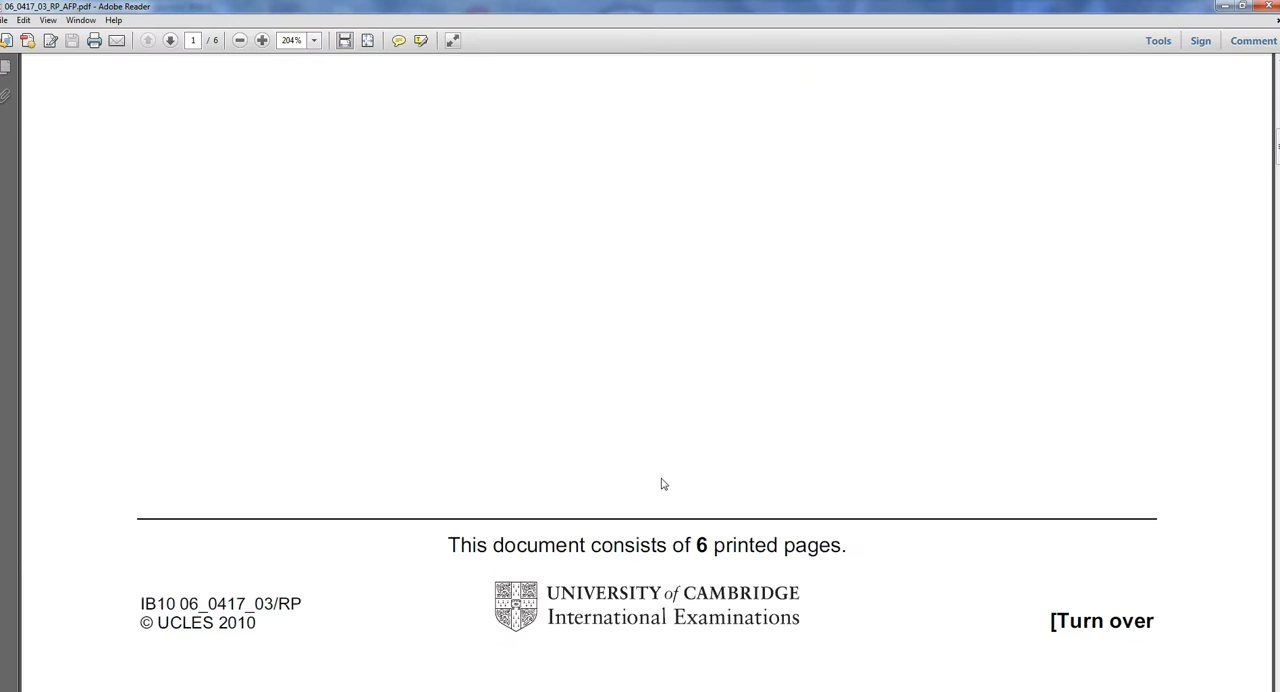 06_0417_03_RP_AFP.pdf - Adobe Reader
Edit View Window Help
1 / 6 204% Tools Sign Comment
This document consists of 6 printed pages.
IB10 06_0417_03/RP
© UCLES 2010
UNIVERSITY of CAMBRIDGE
International Examinations
[Turn over